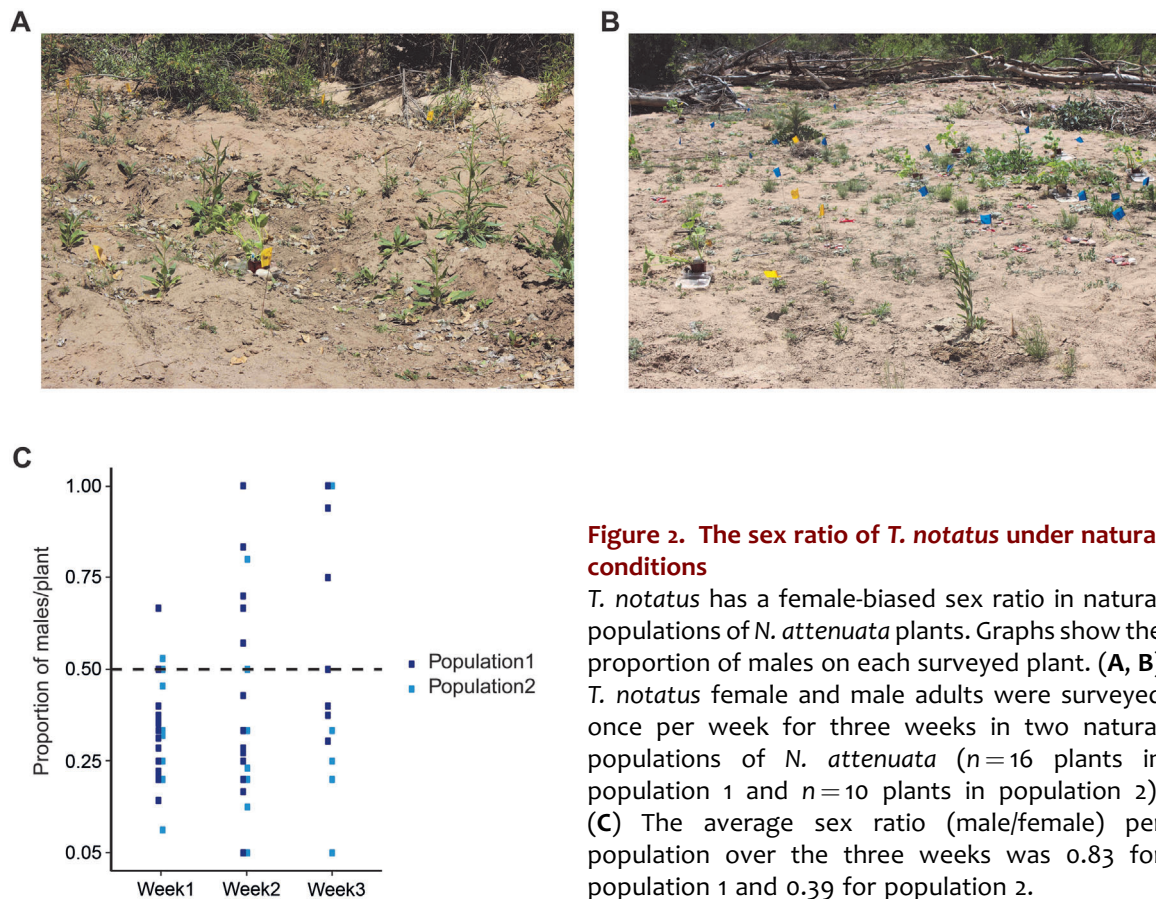 A
B
C
Proportion of males/plant
1.00
0.75
0.50
0.25
0.05
Week1 Week2 Week3
Population1
Population2
Figure 2. The sex ratio of T. notatus under natura
conditions
T. notatus has a female-biased sex ratio in natura
populations of N. attenuata plants. Graphs show the
proportion of males on each surveyed plant. (A, B)
T. notatus female and male adults were surveyed
once per week for three weeks in two natura
populations of N. attenuata (n=16 plants in
population 1 and n=10 plants in population 2)
(C) The average sex ratio (male/female) per
population over the three weeks was 0.83 for
population 1 and 0.39 for population 2.